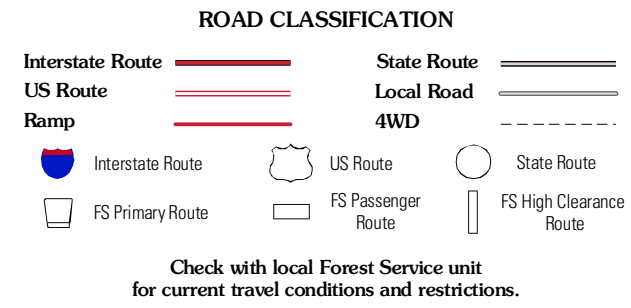 ROAD CLASSIFICATION
Interstate Route
State Route
US Route
Local Road
Ramp
4WD
Interstate Route
US Route
State Route
FS Primary Route
FS Passenger
Route
FS High Clearance
Route
Check with local Forest Service unit
for current travel conditions and restrictions.